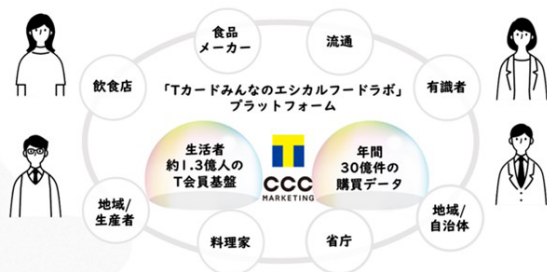 食品
メーカー
流通
飲食店
有識者
「Tカードみんなのエシカルフードラボ」
プラットフォーム
生活者
約1.3億人の
T会員基盤
T
CCC
MARKETING
年間
30億件の
購買データ
地域/
生産者
地域/
自治体
料理家
省庁